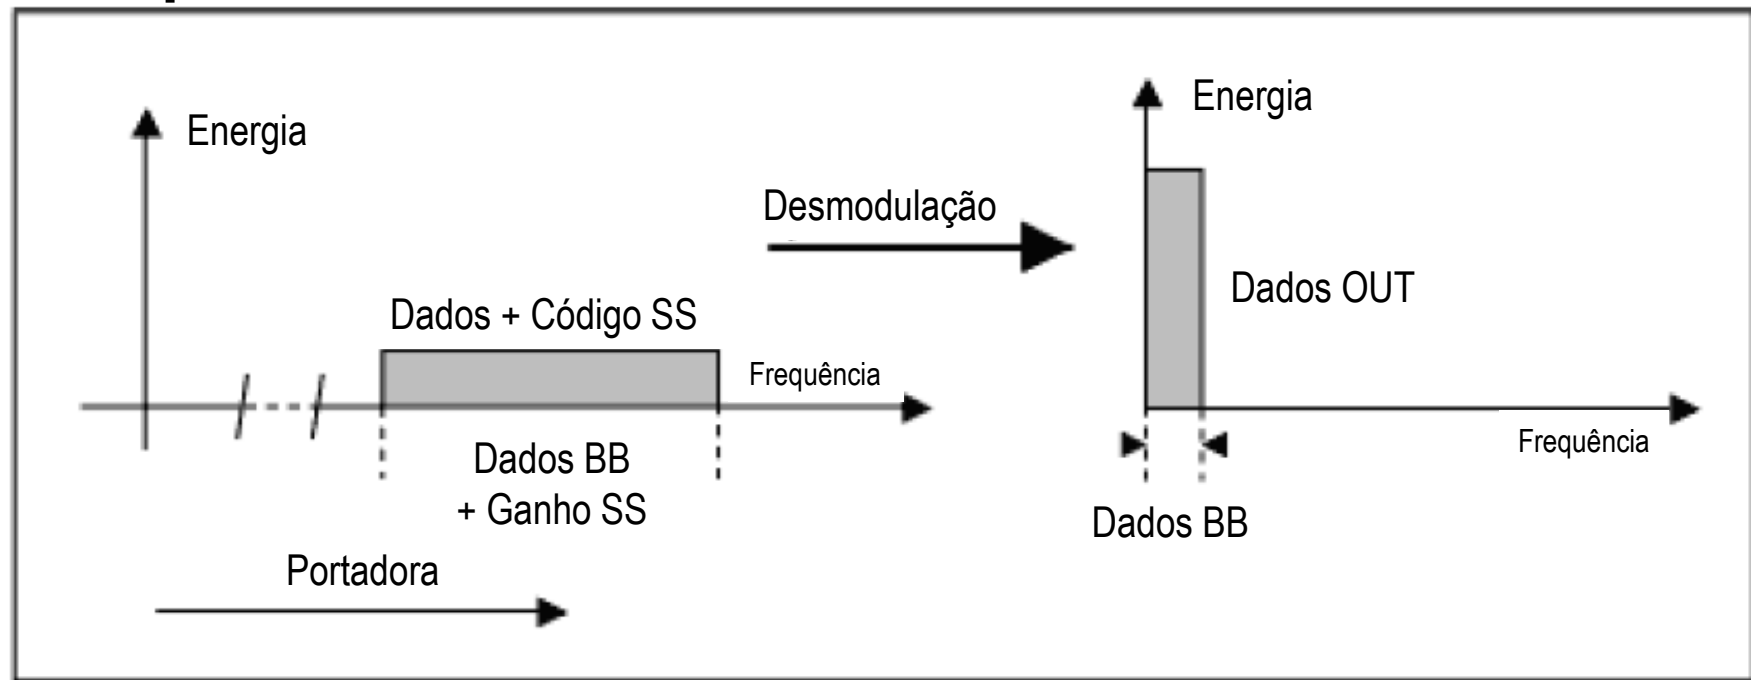 Energia
Dados + Código SS
Frequência
Dados BB
+ Ganho SS
Portadora
Desmodulação
Energia
Dados OUT
Frequência
Dados BB